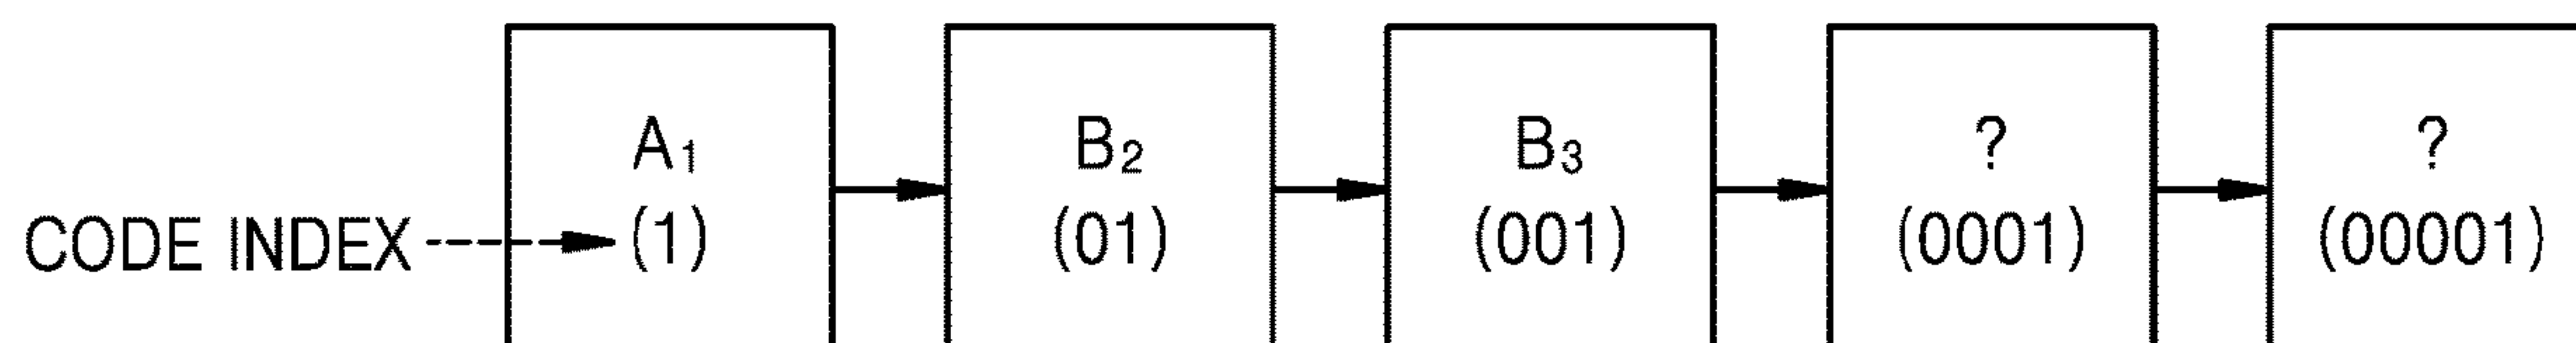 A₁ B₂ B₃ ? ?
CODE INDEX (1) (01) (001) (0001) (00001)